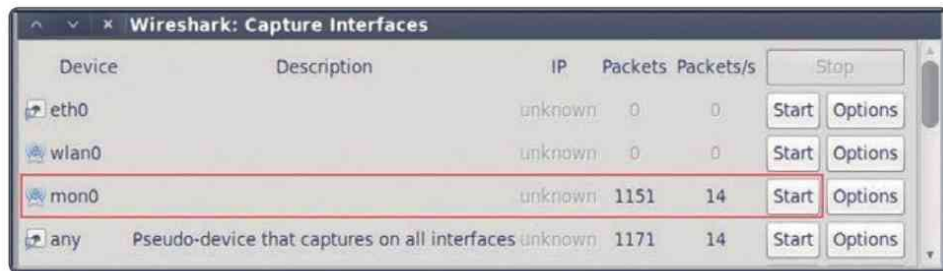 Wireshark: Capture Interfaces
Device Description IP Packets Packets/s Stop
eth0 unknown 0 0 Start Options
wlan0 unknown 0 0 Start Options
mon0 unknown 1151 14 Start Options
any Pseudo-device that captures on all interfaces unknown 1171 14 Start Options